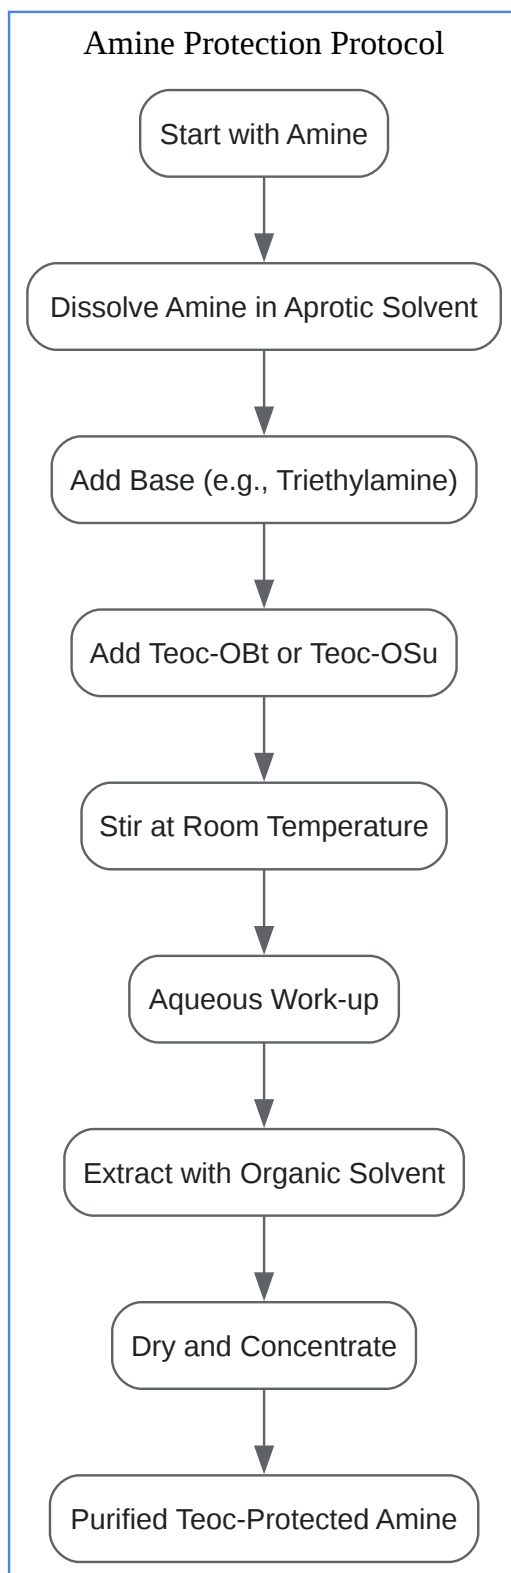 Amine Protection Protocol
Start with Amine
Dissolve Amine in Aprotic Solvent
Add Base (e.g., Triethylamine)
Add Teoc-OBt or Teoc-OSu
Stir at Room Temperature
Aqueous Work-up
Extract with Organic Solvent
Dry and Concentrate
Purified Teoc-Protected Amine